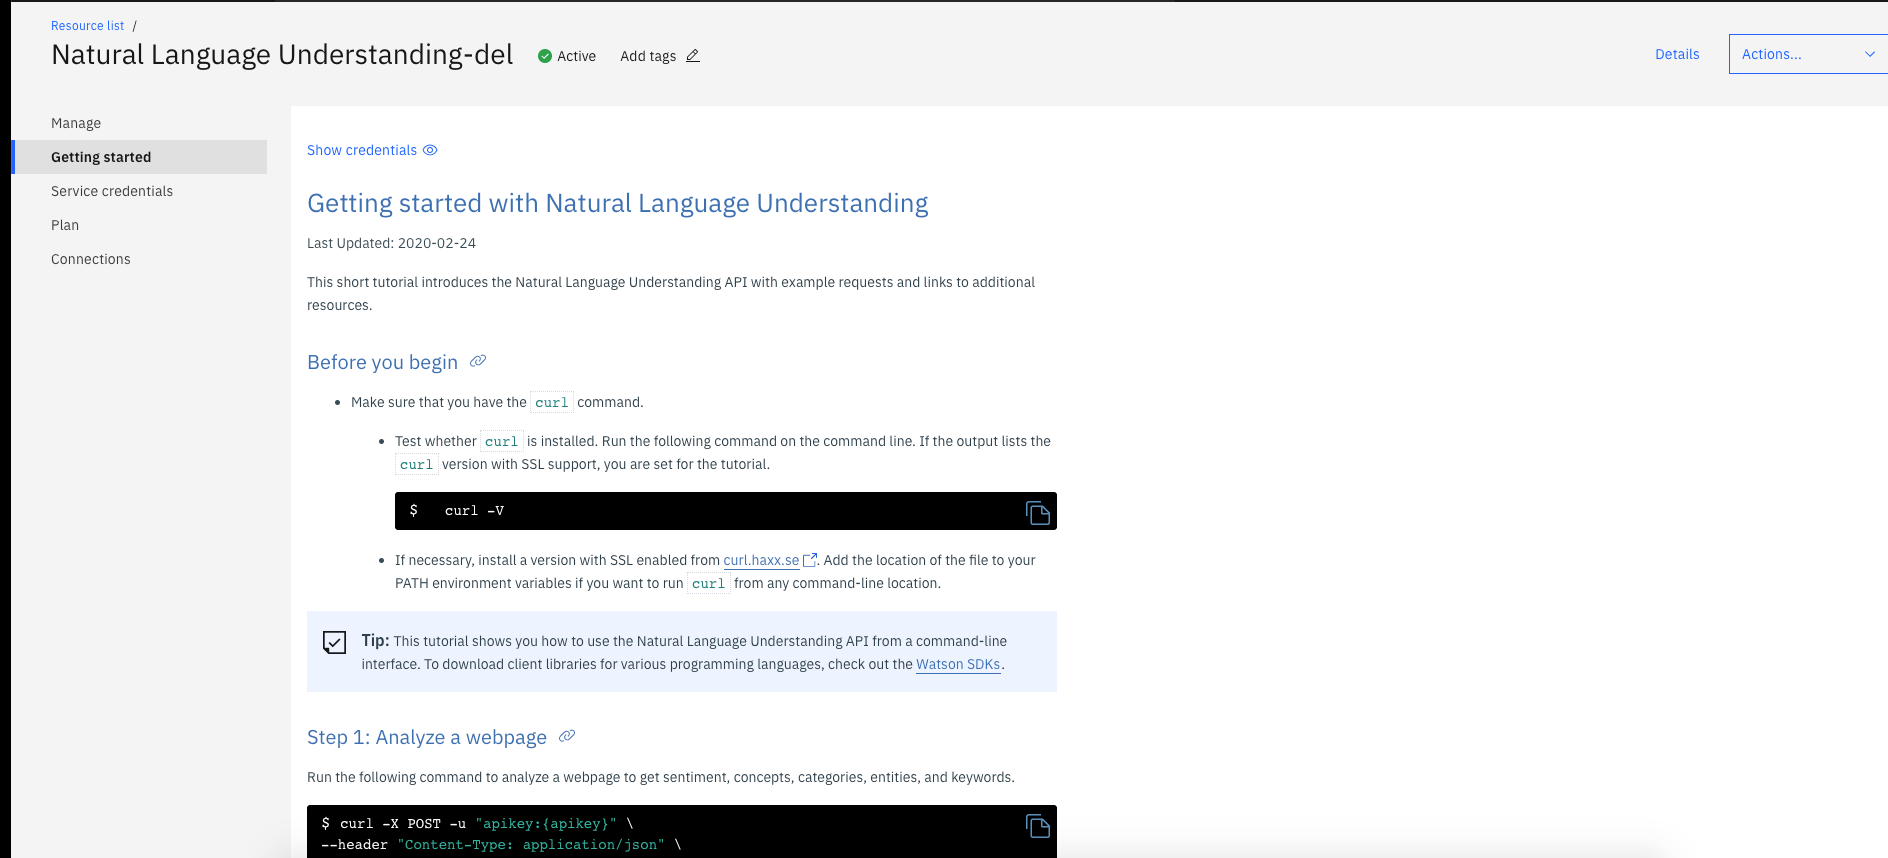 Resource list /
Natural Language Understanding-del
Active
Add tags
Details
Actions...
Manage
Getting started
Service credentials
Plan
Connections
Show credentials
Getting started with Natural Language Understanding
Last Updated: 2020-02-24
This short tutorial introduces the Natural Language Understanding API with example requests and links to additional
resources.
Before you begin
• Make sure that you have the curl command.
• Test whether curl is installed. Run the following command on the command line. If the output lists the
curl version with SSL support, you are set for the tutorial.
$ curl -V
• If necessary, install a version with SSL enabled from curl.haxx.se. Add the location of the file to your
PATH environment variables if you want to run curl from any command-line location.
Tip: This tutorial shows you how to use the Natural Language Understanding API from a command-line
interface. To download client libraries for various programming languages, check out the Watson SDKs.
Step 1: Analyze a webpage
Run the following command to analyze a webpage to get sentiment, concepts, categories, entities, and keywords.
$ curl -X POST -u "apikey:{apikey}" \
--header "Content-Type: application/json" \